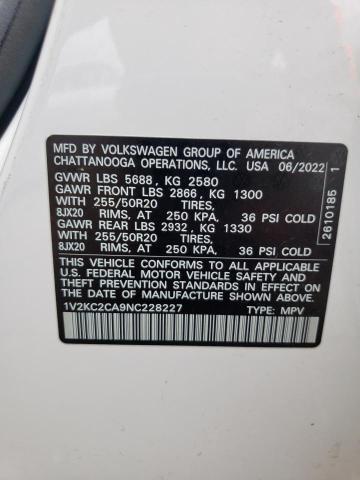 MFD BY VOLKSWAGEN GROUP OF AMERICA
CHATTANOOGA OPERATIONS, LLC. USA 06/2022
GVWR LBS 5688, KG 2580
GAWR FRONT LBS 2866, KG 1300
WITH 255/50R20 TIRES,
8JX20 RIMS, AT 250 KPA, 36 PSI COLD
GAWR REAR LBS 2932, KG 1330
WITH 255/50R20 TIRES,
8JX20 RIMS, AT 250 KPA, 36 PSI COLD
THIS VEHICLE CONFORMS TO ALL APPLICABLE
U.S. FEDERAL MOTOR VEHICLE SAFETY AND
THEFT PREVENTION STANDARDS IN EFFECT ON
THE DATE OF MANUFACTURE SHOWN ABOVE.
1V2KC2CA9NC228227
TYPE: MPV
2610185 1